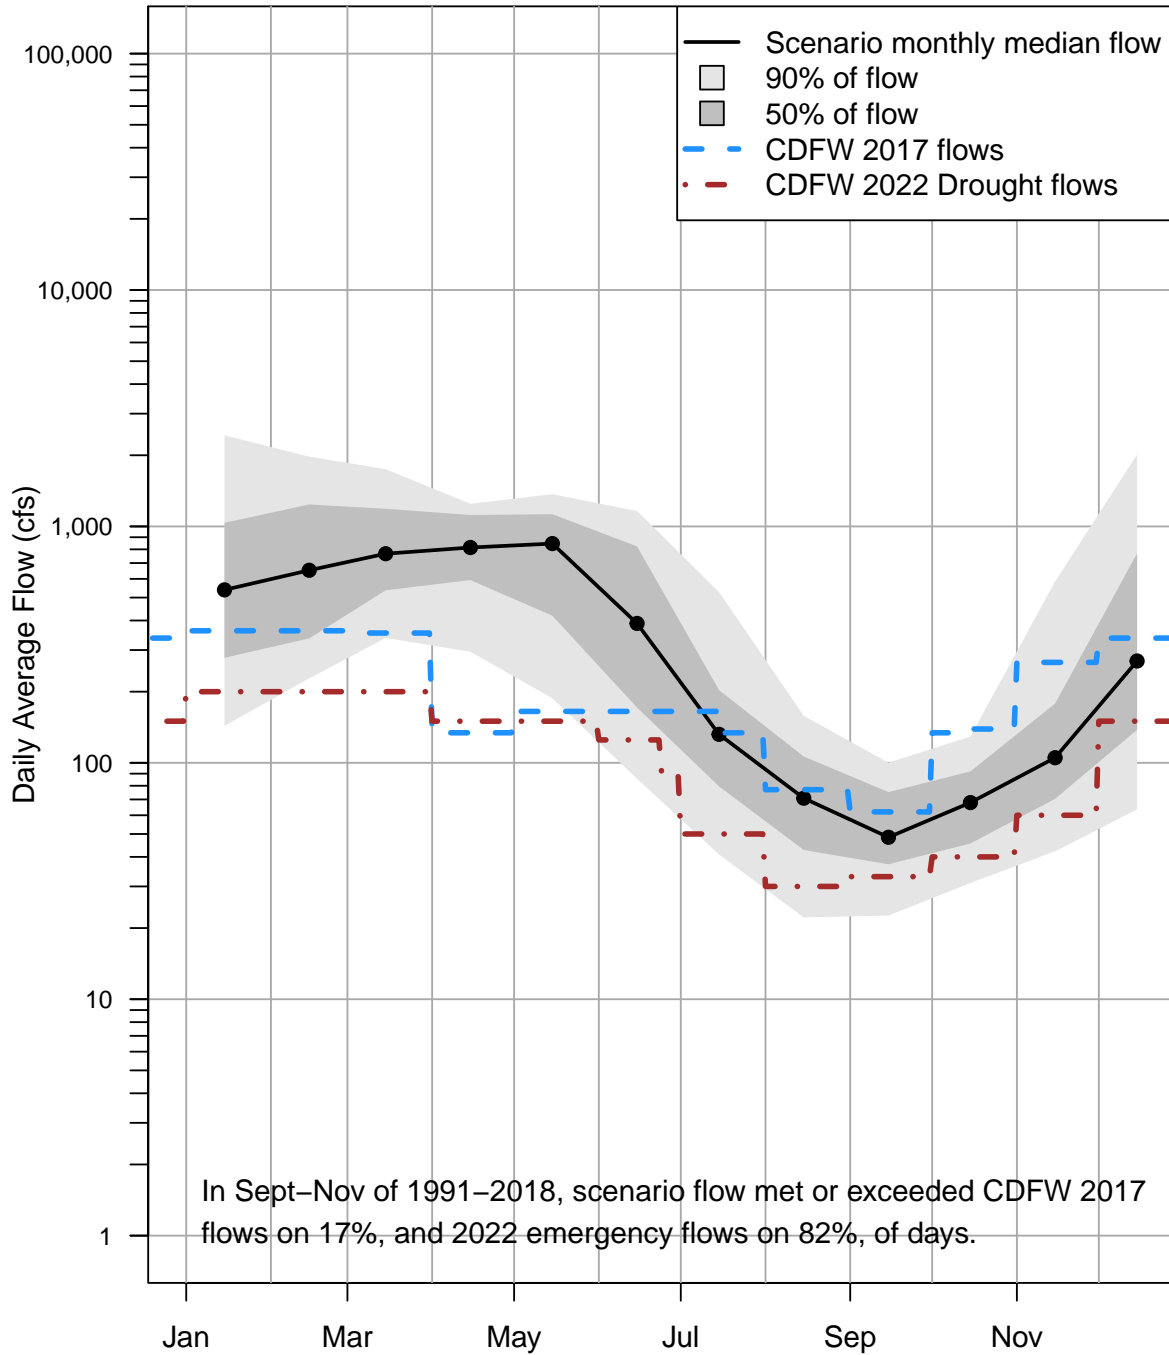 Scenario monthly median flow
90% of flow
50% of flow
CDFW 2017 flows
CDFW 2022 Drought flows
Daily Average Flow (cfs)
100,000
10,000
1,000
100
10
1
In Sept−Nov of 1991−2018, scenario flow met or exceeded CDFW 2017
flows on 17%, and 2022 emergency flows on 82%, of days.
Jan Mar May Jul Sep Nov